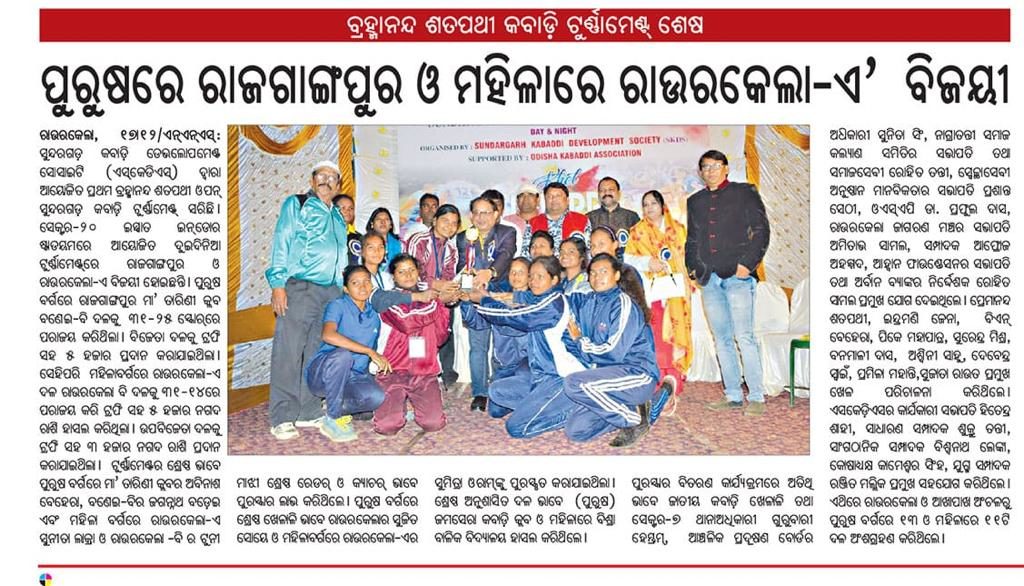 ବ୍ରହ୍ମାନନ୍ଦ ଶତପଥୀ କବାଡ଼ି ଟୁର୍ଣ୍ଣାମେଣ୍ଟ ଶେଷ
ପୁରୁଷରେ ରାଜଗାଙ୍ଗପୁର ଓ ମହିଳାରେ ରାଉରକେଲା-ଏ’ ବିଜୟୀ
ରାଉରକେଲା, ୧୭।୧୨/ଏନ୍ଏନ୍ଏସ୍:
ସୁନ୍ଦରଗଡ଼ କବାଡ଼ି ଡେଭଲୋପମେଣ୍ଟ
ସୋସାଇଟି (ଏସ୍କେଡିଏସ୍) ଦ୍ୱାରା
ଆୟୋଜିତ ପ୍ରଥମ ବ୍ରହ୍ମାନନ୍ଦ ଶତପଥୀ ଓପନ୍
ସୁନ୍ଦରଗଡ଼ କବାଡ଼ି ଟୁର୍ଣ୍ଣାମେଣ୍ଟ ସରିଛି।
ସେକ୍ଟର-୨୦ ଇସ୍ପାତ ଇନ୍ଡୋର
ଷ୍ଟାଡିୟମରେ ଆୟୋଜିତ ଦୁଇଦିନିଆ
ଟୁର୍ଣ୍ଣାମେଣ୍ଟରେ ରାଜଗାଙ୍ଗପୁର ଓ
ରାଉରକେଲା-ଏ ବିଜୟୀ ହୋଇଛନ୍ତି। ପୁରୁଷ
ବର୍ଗରେ ରାଜଗାଙ୍ଗପୁର ମା’ ତାରିଣୀ କ୍ଲବ
ବଣେଇ-ବି ଦଳକୁ ୩୧-୨୫ ସ୍କୋର୍‌ରେ
ପରାଜୟ କରିଥିଲା। ବିଜେତା ଦଳକୁ ଟ୍ରଫି
ସହ ୫ ହଜାର ପ୍ରଦାନ କରାଯାଇଥିଲା।
ସେହିପରି ମହିଳାବର୍ଗରେ ରାଉରକେଲା-ଏ
ଦଳ ରାଉରକେଲା ବି ଦଳକୁ ୩୧-୧୪ରେ
ପରାଜୟ କରି ଟ୍ରଫି ସହ ୫ ହଜାର ନଗଦ
ରାଶି ହାସଲ କରିଥିଲା। ଉପବିଜେତା ଦଳକୁ
ଟ୍ରଫି ସହ ୩ ହଜାର ନଗଦ ରାଶି ପ୍ରଦାନ
କରାଯାଇଥିଲା। ଟୁର୍ଣ୍ଣାମେଣ୍ଟର ଶ୍ରେଷ୍ଠ ଭାବେ
ପୁରୁଷ ବର୍ଗରେ ମା’ ତାରିଣୀ କ୍ଲବର ଅବିନାଶ
ବେହେରା, ବଣେଇ-ବିର ଜଗନ୍ନାଥ ବଡ଼େଇ
ଏବଂ ମହିଳା ବର୍ଗରେ ରାଉରକେଲା-ଏ
ସୁନୀତା ଲାକ୍ରା ଓ ରାଉରକେଲା -ବି ର ଟୁମୀ
DAY & NIGHT
ORGANISED BY : SUNDARGARH KABADDI DEVELOPMENT SOCIETY (SKDS)
SUPPORTED BY : ODISHA KABADDI ASSOCIATION
ମାଝୀ ଶ୍ରେଷ୍ଠ ରେଡର୍ ଓ କ୍ୟାଚର୍ ଭାବେ
ପୁରସ୍କାର ଲାଭ କରିଥିଲେ। ପୁରୁଷ ବର୍ଗରେ
ଶ୍ରେଷ୍ଠ ଖେଳାଳି ଭାବେ ରାଉରକେଲାର ସୁଜିତ
ସୋୟେ ଓ ମହିଳାବର୍ଗରେ ରାଉରକେଲା-ଏର
ସୁମିତ୍ରା ଓରାମ୍‌ଙ୍କୁ ପୁରସ୍କୃତ କରାଯାଇଥିଲା।
ଶ୍ରେଷ୍ଠ ଅନୁଶାସିତ ଦଳ ଭାବେ (ପୁରୁଷ)
ଜମସେରା କବାଡ଼ି କ୍ଲବ ଓ ମହିଳାରେ ବିଶ୍ରା
ବାଳିକ ବିଦ୍ୟାଳୟ ହାସଲ କରିଥିଲେ।
ପୁରସ୍କାର ବିତରଣ କାର୍ଯ୍ୟକ୍ରମରେ ଅତିଥି
ଭାବେ ଜାତୀୟ କବାଡ଼ି ଖେଳାଳି ତଥା
ସେକ୍ଟର-୭ ଥାନାଅଧିକାରୀ ଗୁରୁବାରୀ
ହେମ୍ବ୍ରମ୍, ଆଞ୍ଚଳିକ ପ୍ରଦୂଷଣ ବୋର୍ଡର
ଅଧିକାରୀ ସୁନିତା ସିଂ, ନାଗ୍ରାତନ୍ତୀ ସମାଜ
କଲ୍ୟାଣ ସମିତିର ସଭାପତି ତଥା
ସମାଜସେବୀ ରୋହିତ ତନ୍ତୀ, ସ୍ୱେଚ୍ଛାସେବୀ
ଅନୁଷ୍ଠାନ ମାନବିକତାର ସଭାପତି ପ୍ରଶାନ୍ତ
ସେଠୀ, ଓଏସ୍ଏପି ଡା. ପ୍ରଫୁଲ ଦାସ,
ରାଉରକେଲା ଜାଗରଣ ମଞ୍ଚର ସଭାପତି
ଅମିତାଭ ସାମଲ, ସମ୍ପାଦକ ଆଫ୍ରୋଜ
ଅହମ୍ମଦ, ଆହ୍ୱାନ ଫାଉଣ୍ଡେସନର ସଭାପତି
ତଥା ଅର୍ବାନ ବ୍ୟାଙ୍କର ନିର୍ଦ୍ଦେଶକ ରୋହିତ
ସାମଲ ପ୍ରମୁଖ ଯୋଗ ଦେଇଥିଲେ। ପ୍ରେମାନନ୍ଦ
ଶତପଥୀ, ଇନ୍ଦ୍ରମଣି ଜେନା, ବିଏନ୍
ବେହେରା, ପିକେ ମହାପାତ୍ର, ସୁରେନ୍ଦ୍ର ମିଶ୍ର,
ବନମାଳୀ ଦାସ, ଅଶ୍ୱିନୀ ସାହୁ, ଦେବେନ୍ଦ୍ର
ସ୍ୱାଇଁ, ପ୍ରମିଳା ମହାନ୍ତି,ସୁଜାତା ରାଉତ ପ୍ରମୁଖ
ଖେଳ ପରିଚାଳନା କରିଥିଲେ।
ଏସକେଡ଼ିଏସର କାର୍ଯକାରୀ ସଭାପତି ହିତେନ୍ଦ୍ର
ଶହୀ, ସାଧାରଣ ସମ୍ପାଦକ ଶୁକ୍ରୁ ତନ୍ତୀ,
ସାଂଗଠନିକ ସମ୍ପାଦକ ବିଶ୍ୱନାଥ ଲେଙ୍କା,
କୋଷାଧ୍ୟକ୍ଷ କାମେଶ୍ୱର ସିଂହ, ଯୁଗ୍ମ ସମ୍ପାଦକ
ରଞ୍ଜିତ ମଲ୍ଲିକ ପ୍ରମୁଖ ସହଯୋଗ କରିଥିଲେ।
ଏଥିରେ ରାଉରକେଲା ଓ ଆଖପାଖ ଅଂଚଳରୁ
ପୁରୁଷ ବର୍ଗରେ ୧୩ ଓ ମହିଳାରେ ୧୧ଟି
ଦଳ ଅଂଶଗ୍ରହଣ କରିଥିଲେ।